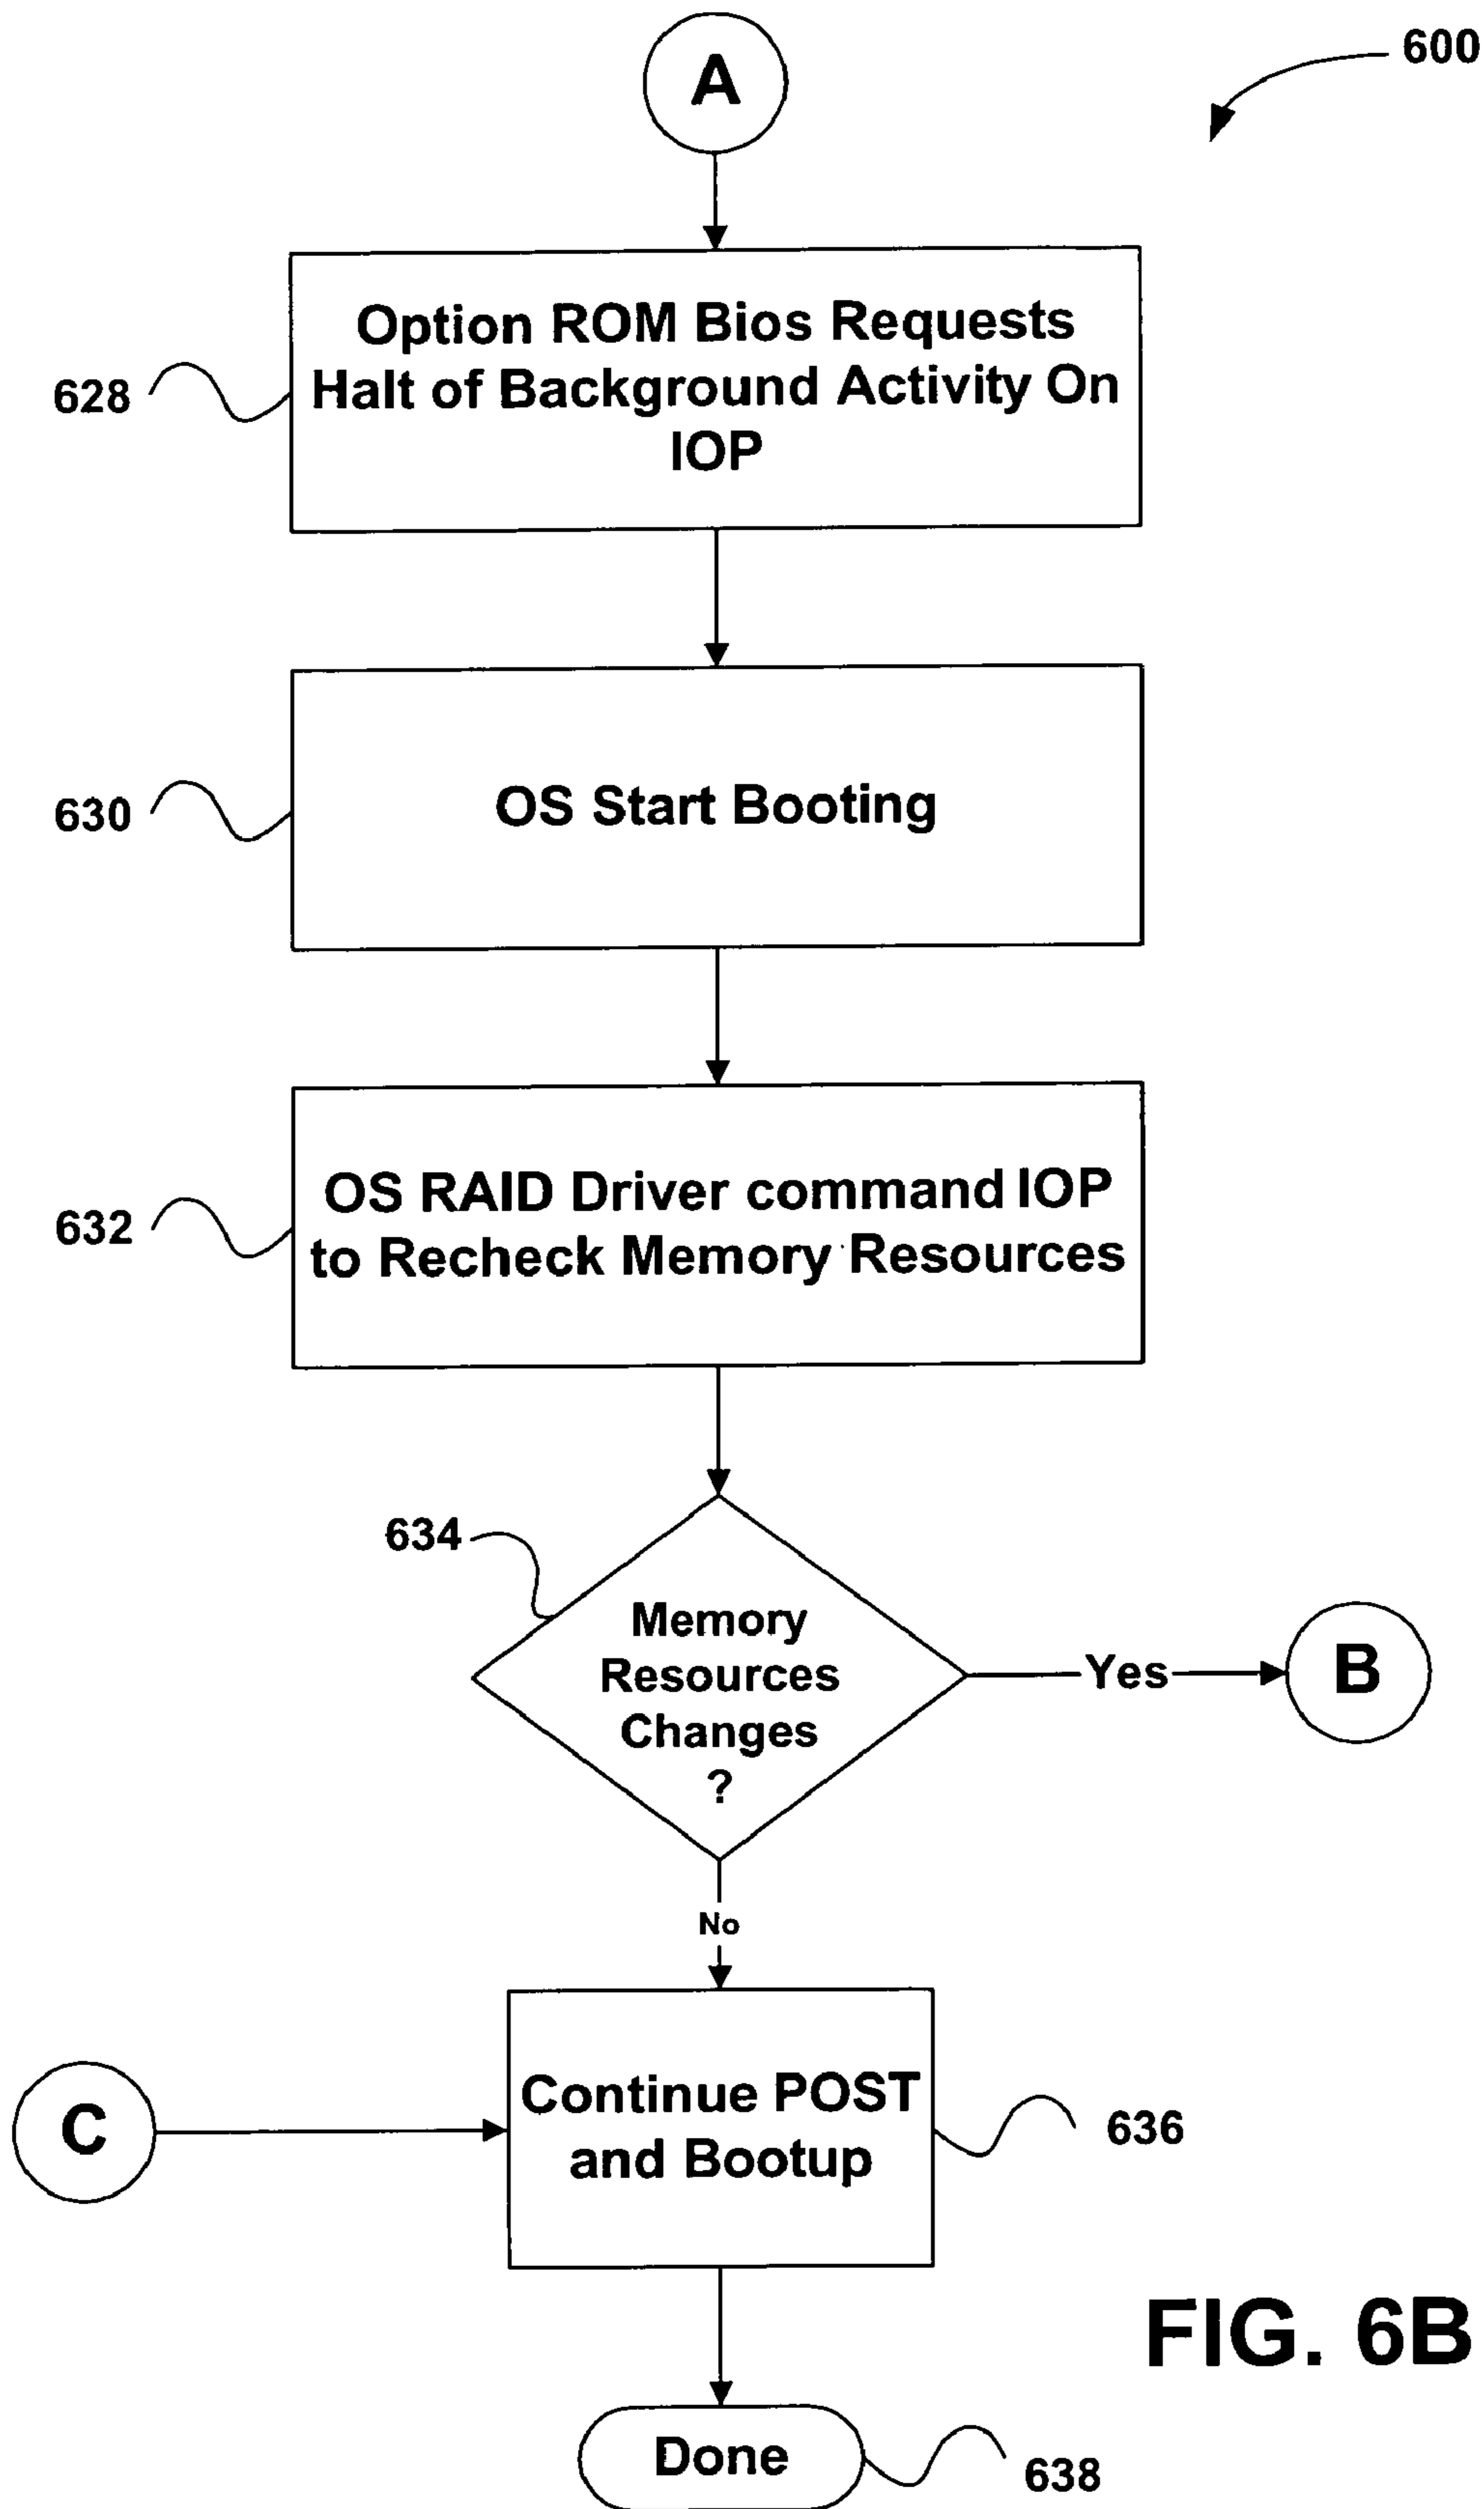 A
600
Option ROM Bios Requests
Halt of Background Activity On
IOP
628
OS Start Booting
630
OS RAID Driver command IOP
to Recheck Memory Resources
632
634
Memory
Resources
Changes
?
Yes
B
No
C
Continue POST
and Bootup
636
FIG. 6B
Done
638